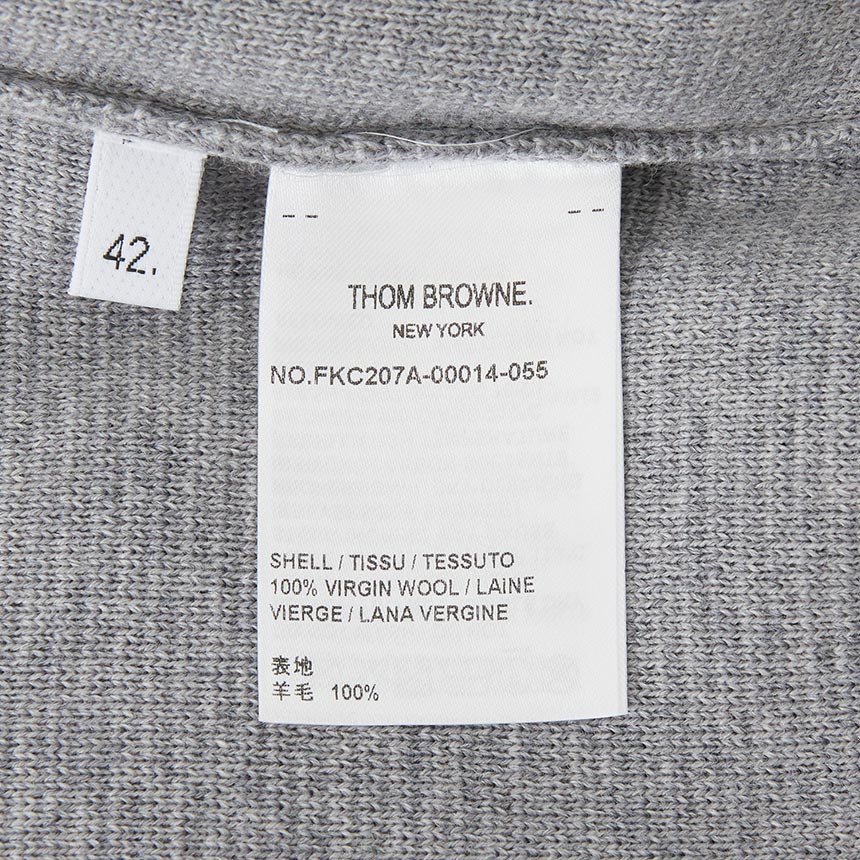 42.
THOM BROWNE.
NEW YORK
NO.FKC207A-00014-055
SHELL / TISSU / TESSUTO
100% VIRGIN WOOL / LAINE
VIERGE / LANA VERGINE
表地
羊毛 100%